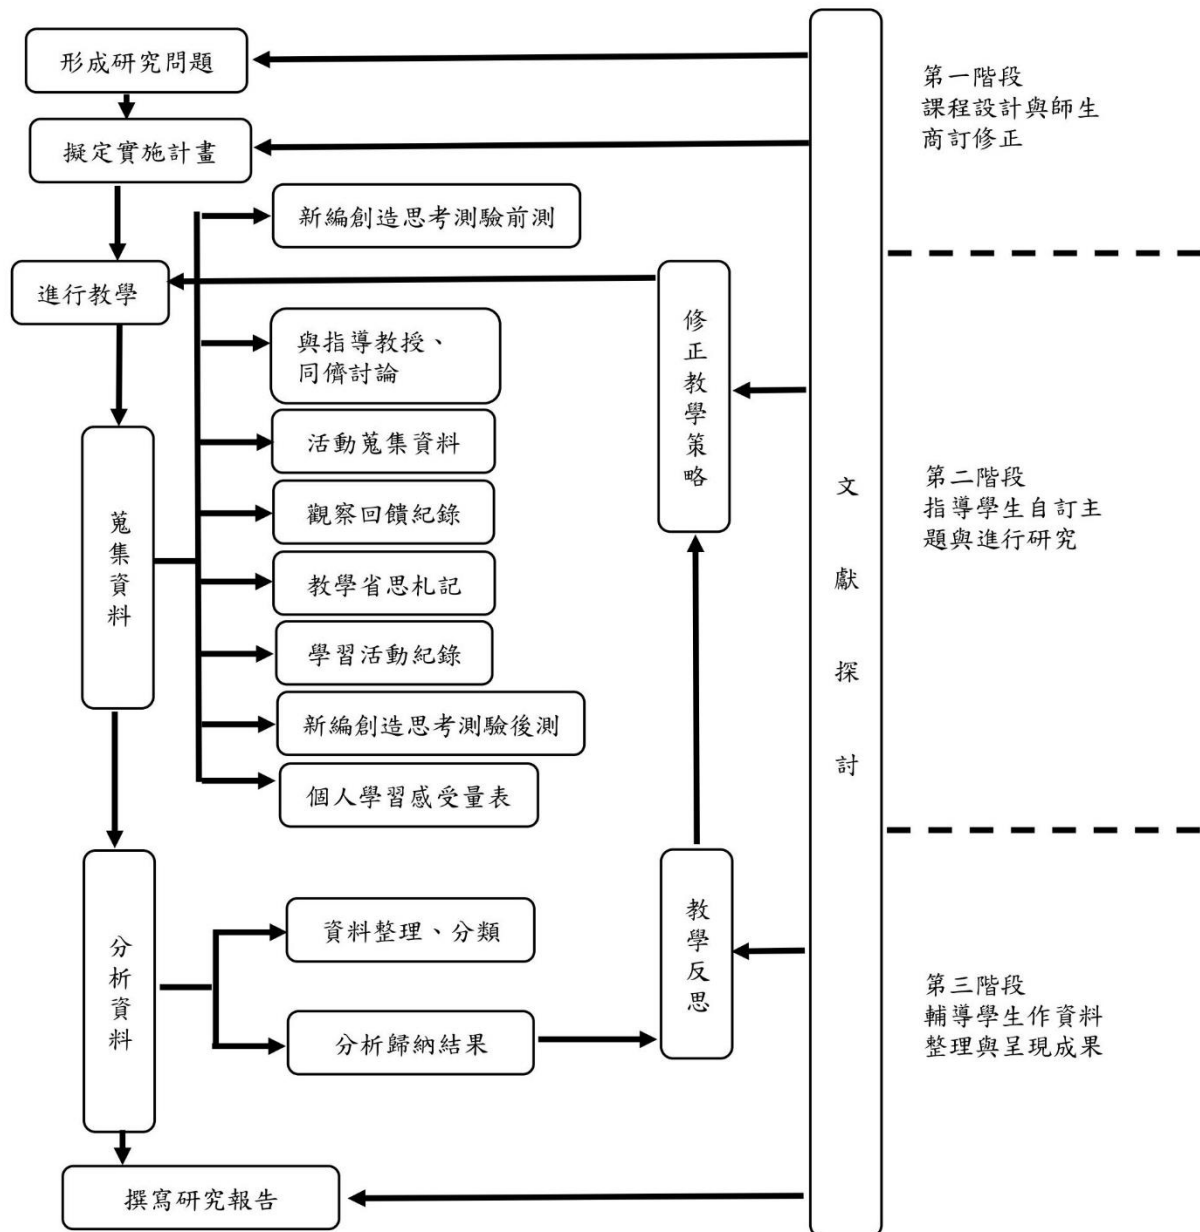 形成研究問題
擬定實施計畫
新編創造思考測驗前測
進行教學
與指導教授、
同儕討論
活動蒐集資料
觀察回饋紀錄
教學省思札記
學習活動紀錄
新編創造思考測驗後測
個人學習感受量表
蒐集資料
分析資料
資料整理、分類
分析歸納結果
撰寫研究報告
修正教學策略
教學反思
文獻探討
第一階段
課程設計與師生
商訂修正
第二階段
指導學生自訂主
題與進行研究
第三階段
輔導學生作資料
整理與呈現成果